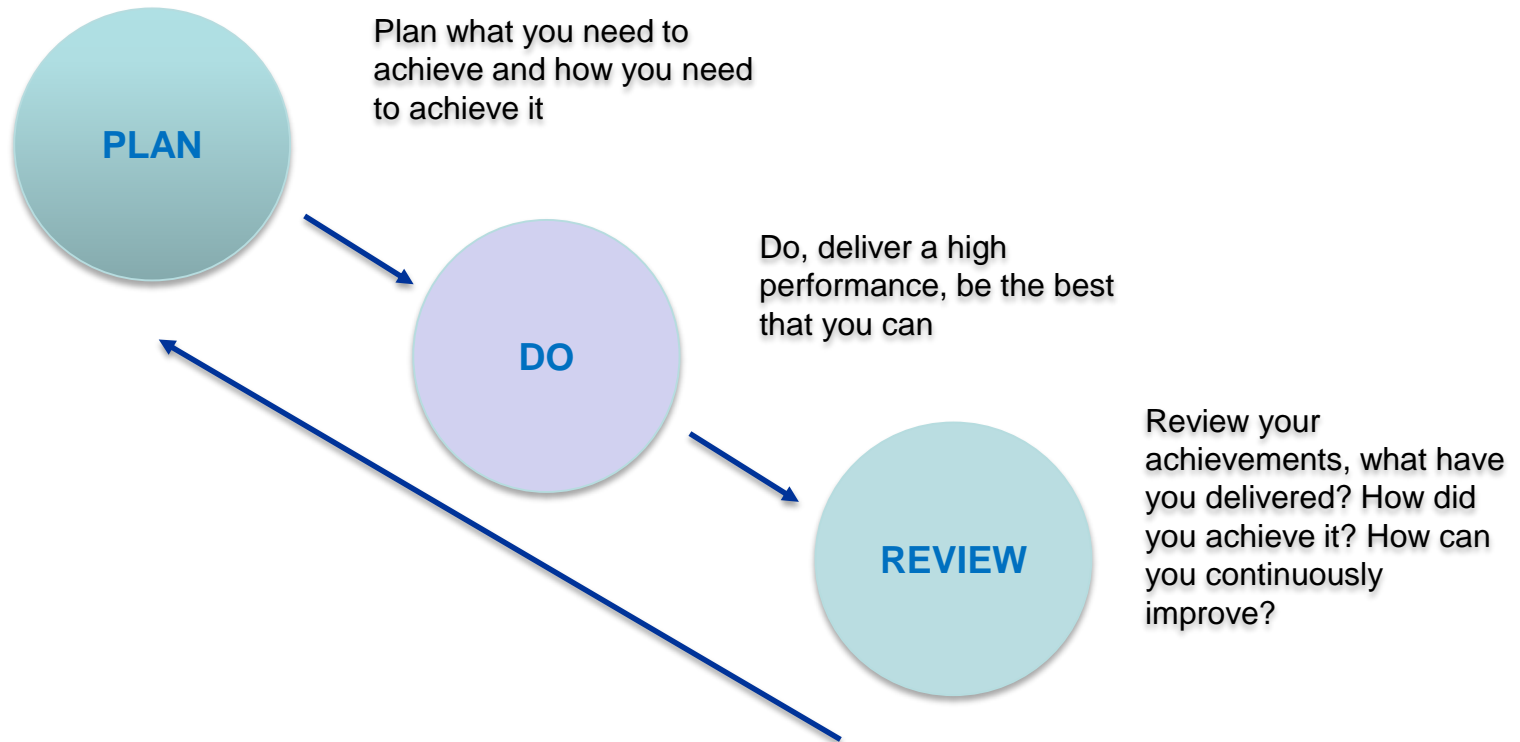 PLAN
Plan what you need to
achieve and how you need
to achieve it
DO
Do, deliver a high
performance, be the best
that you can
REVIEW
Review your
achievements, what have
you delivered? How did
you achieve it? How can
you continuously
improve?